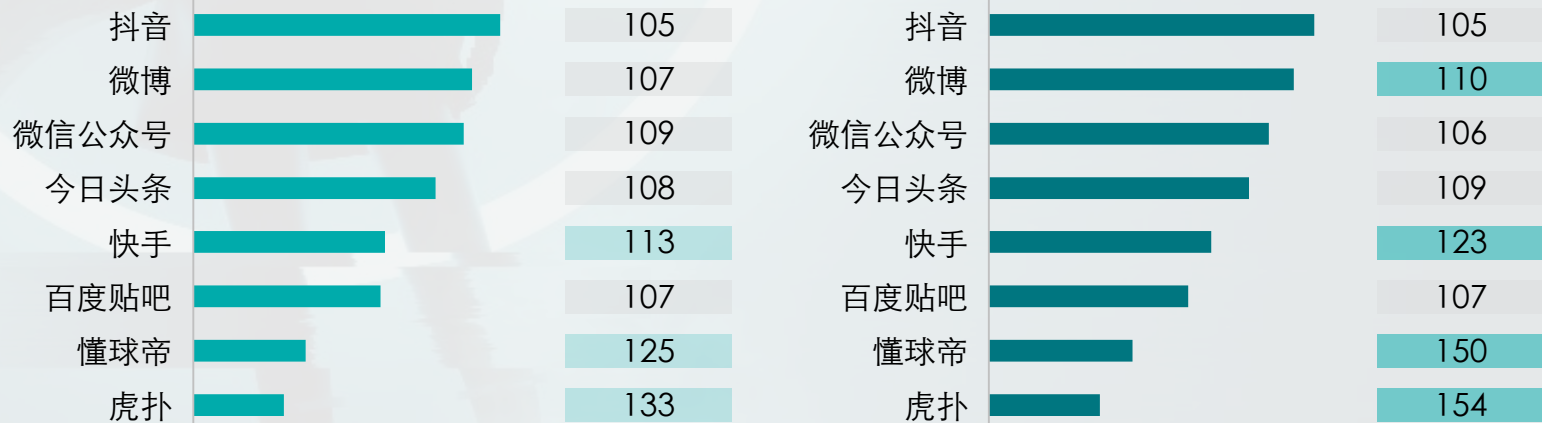 抖音 105 抖音 105
微博 107 微博 110
微信公众号 109 微信公众号 106
今日头条 108 今日头条 109
快手 113 快手 123
百度贴吧 107 百度贴吧 107
懂球帝 125 懂球帝 150
虎扑 133 虎扑 154